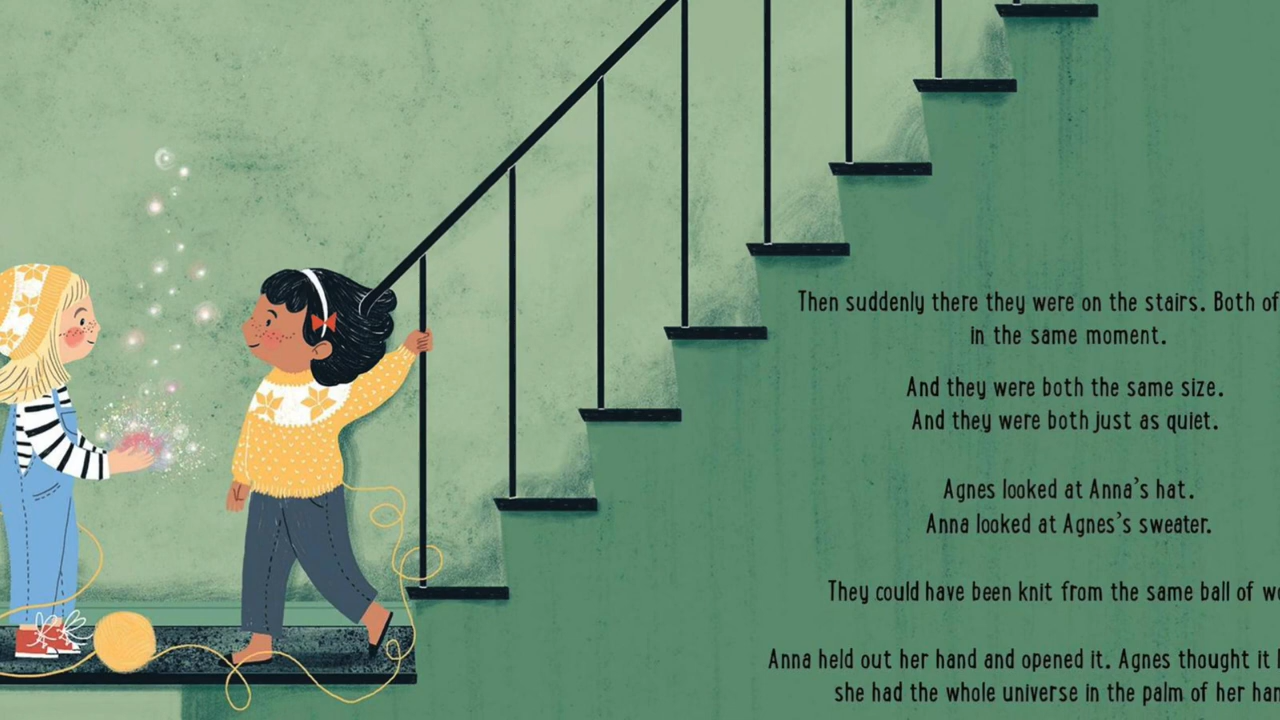 Then suddenly there they were on the stairs. Both of
in the same moment.
And they were both the same size.
And they were both just as quiet.
Agnes looked at Anna's hat.
Anna looked at Agnes's sweater.
They could have been knit from the same ball of
Anna held out her hand and opened it. Agnes thought it
she had the whole universe in the palm of her